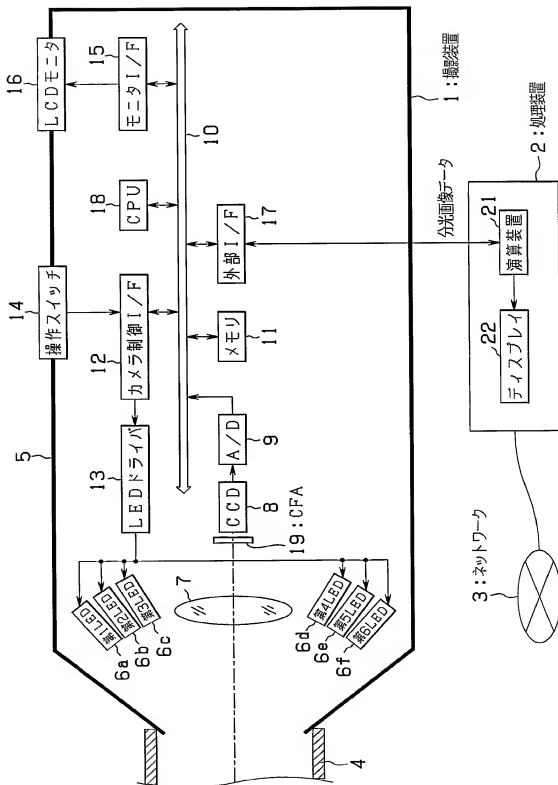 16
LCDモニタ
15
モニタI/F
18
CPU
10
14
操作スイッチ
12
カメラ制御I/F
17
外部I/F
11
メモリ
5
13
LEDドライバ
9
A/D
8
CCD
19:CFA
7
第1LED
第2LED
第3LED
6a
6b
6c
第4LED
第5LED
第6LED
6d
6e
6f
4
1:撮影装置
分光画像データ
2:処理装置
21
演算装置
22
ディスプレイ
3:ネットワーク